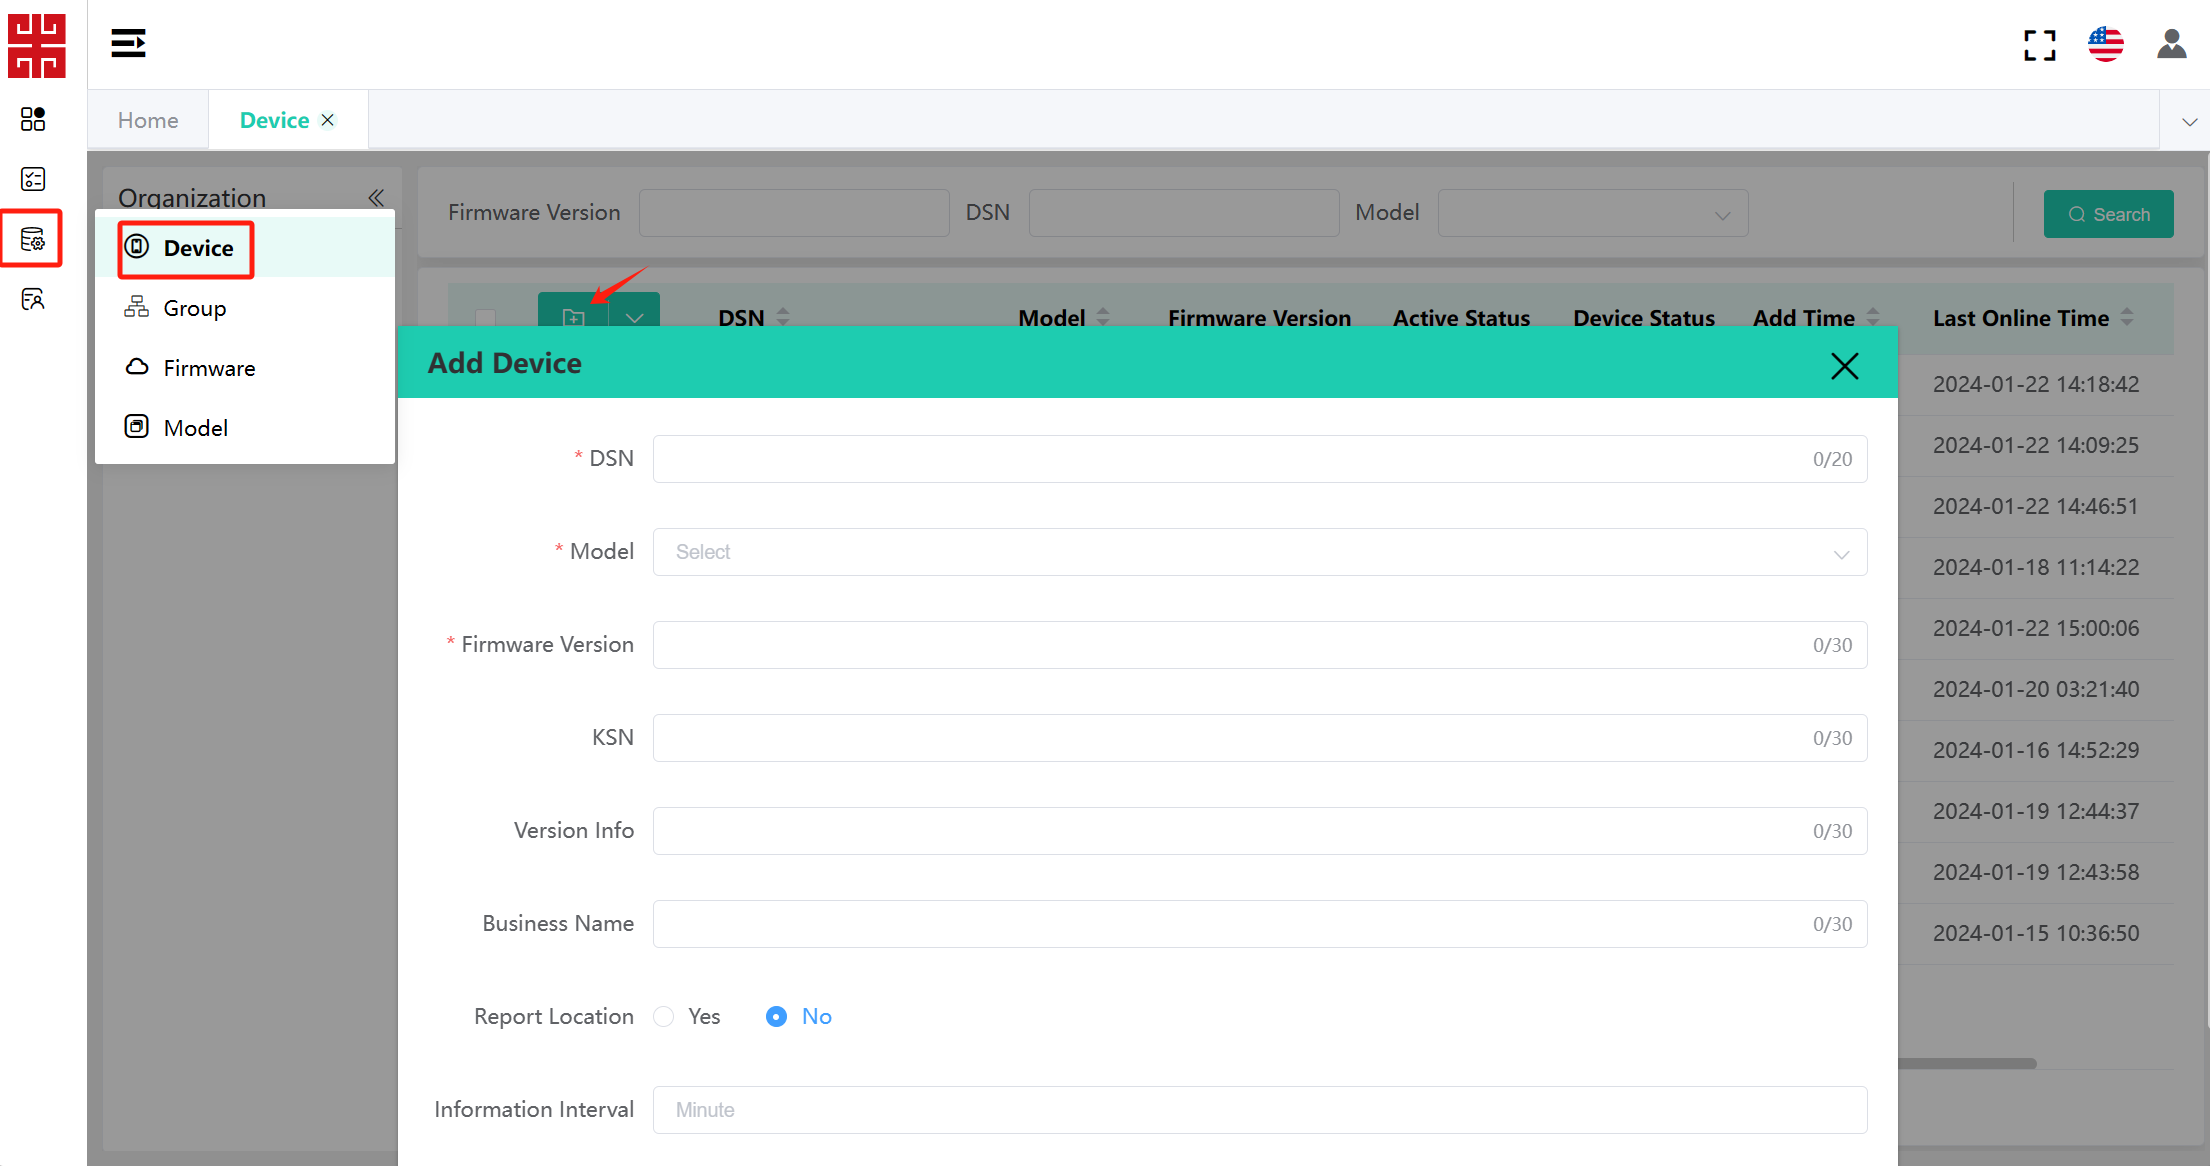 Home
Device
Organization
Firmware Version
DSN
Model
Search
Device
Group
Firmware
Model
DSN
Model
Firmware Version
Active Status
Device Status
Add Time
Last Online Time
Add Device
* DSN
0/20
* Model
Select
* Firmware Version
0/30
KSN
0/30
Version Info
0/30
Business Name
0/30
Report Location
Yes
No
Information Interval
Minute
2024-01-22 14:18:42
2024-01-22 14:09:25
2024-01-22 14:46:51
2024-01-18 11:14:22
2024-01-22 15:00:06
2024-01-20 03:21:40
2024-01-16 14:52:29
2024-01-19 12:44:37
2024-01-19 12:43:58
2024-01-15 10:36:50